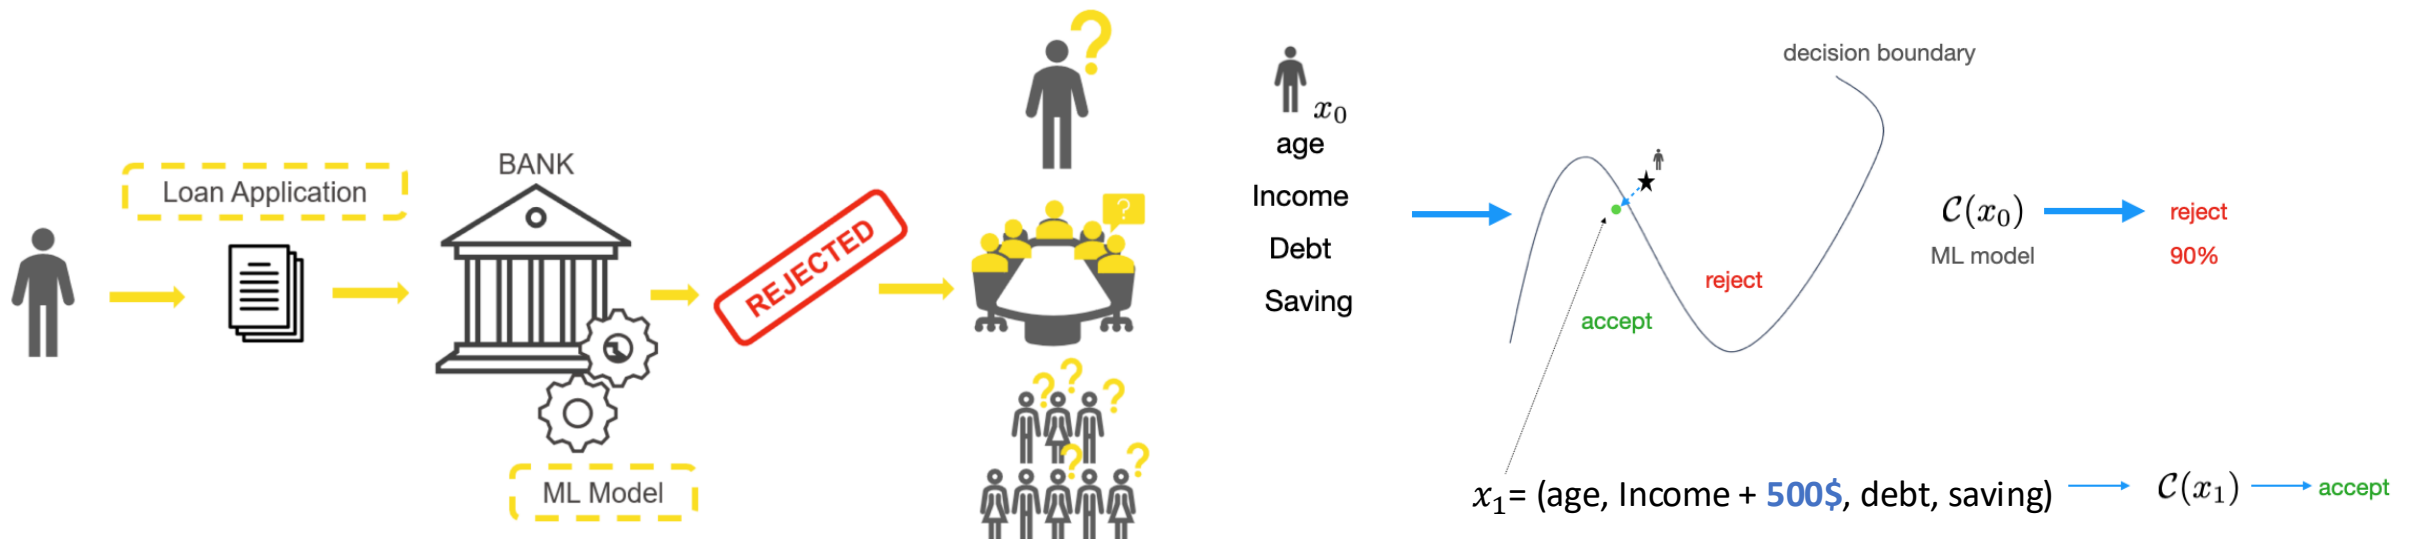 Loan Application
BANK
ML Model
REJECTED
?
?
? ? ?
? ?
x₀
age
Income
Debt
Saving
decision boundary
reject
accept
C(x₀)
ML model
reject
90%
x₁= (age, Income + 500$, debt, saving)
C(x₁)
accept